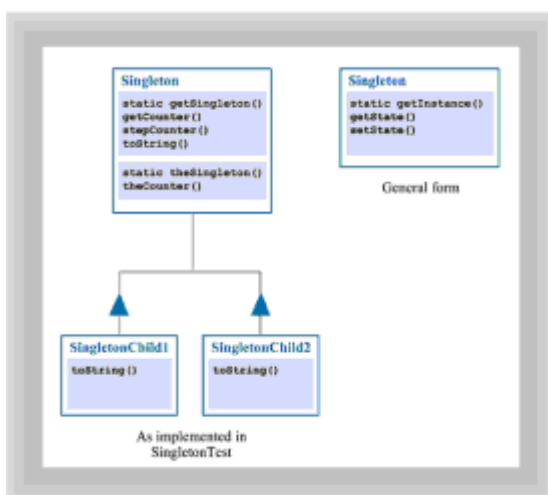 Singleton
static getSingleton()
getCounter()
stepCounter()
toString()
static theSingleton()
theCounter()
Singleton
static getInstance()
getState()
setState()
General form
SingletonChild1
toString()
SingletonChild2
toString()
As implemented in
SingletonTest